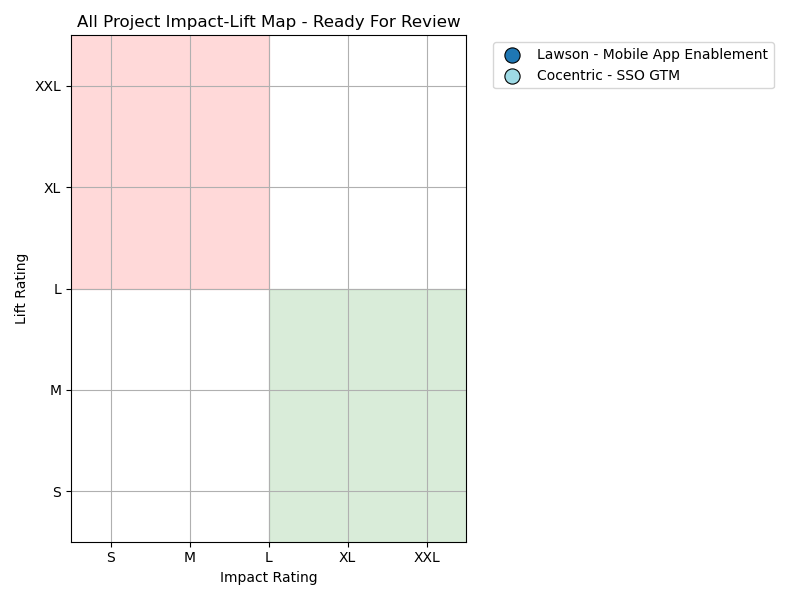 All Project Impact-Lift Map - Ready For Review
Lawson - Mobile App Enablement
Cocentric - SSO GTM
XXL
XL
L
M
S
Lift Rating
S
M
L
XL
XXL
Impact Rating